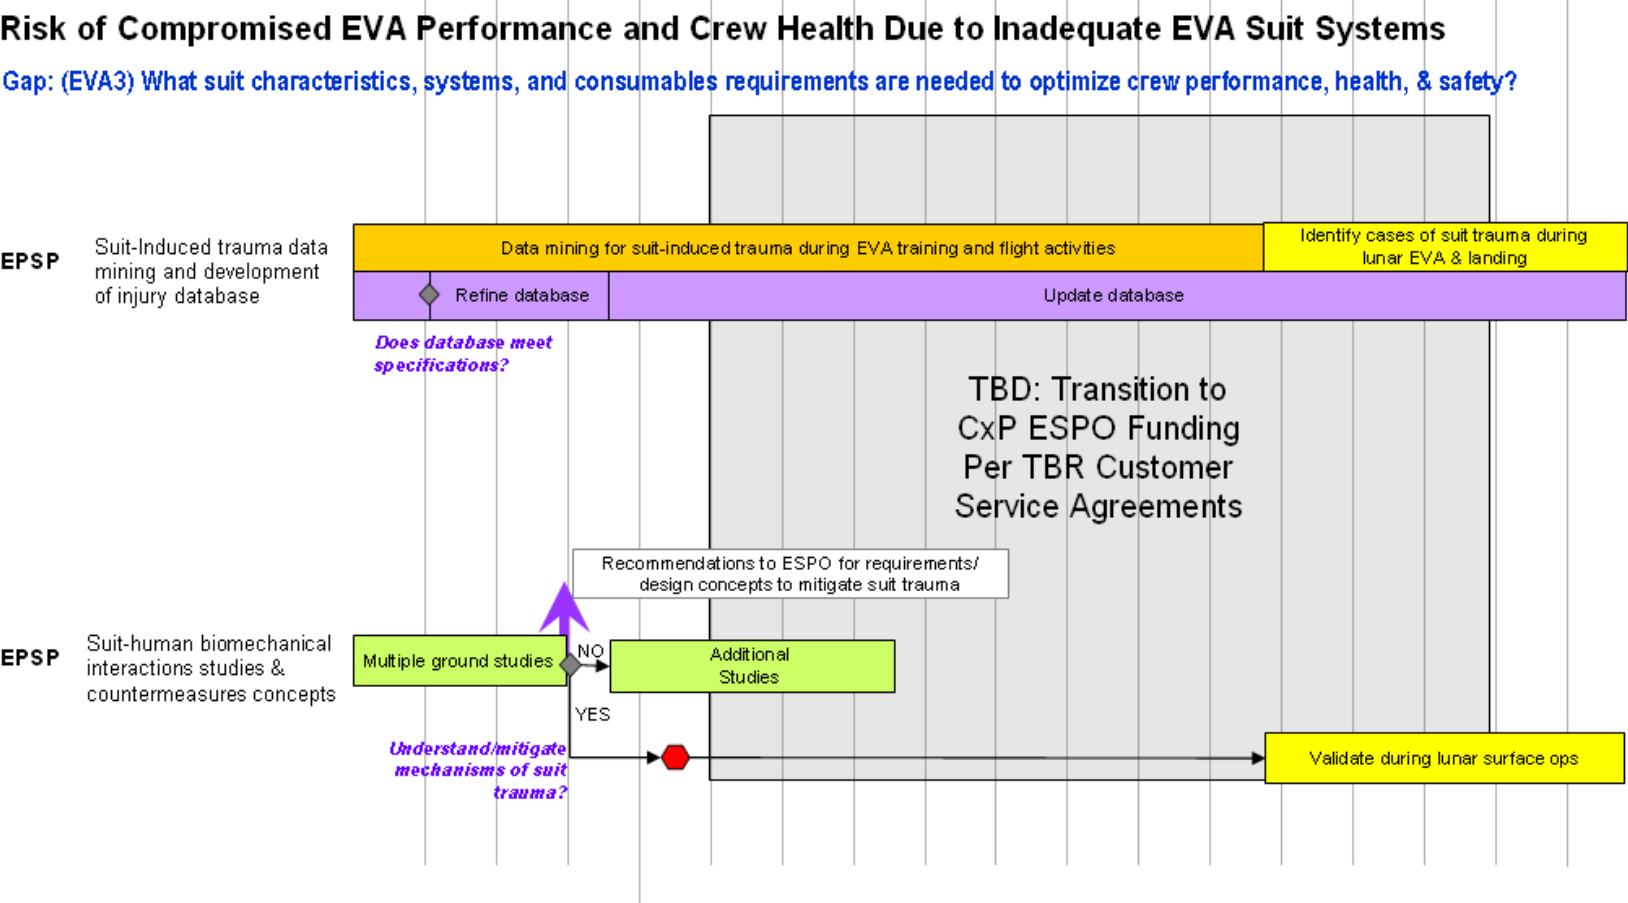 Risk of Compromised EVA Performance and Crew Health Due to Inadequate EVA Suit Systems
Gap: (EVA3) What suit characteristics, systems, and consumables requirements are needed to optimize crew performance, health, & safety?
EPSP
Suit-Induced trauma data
mining and development
of injury database
Data mining for suit-induced trauma during EVA training and flight activities
Identify cases of suit trauma during
lunar EVA & landing
Refine database
Update database
Does database meet
specifications?
TBD: Transition to
CxP ESPO Funding
Per TBR Customer
Service Agreements
Recommendations to ESPO for requirements/
design concepts to mitigate suit trauma
EPSP
Suit-human biomechanical
interactions studies &
countermeasures concepts
Multiple ground studies
NO
Additional
Studies
YES
Understand/mitigate
mechanisms of suit
trauma?
Validate during lunar surface ops